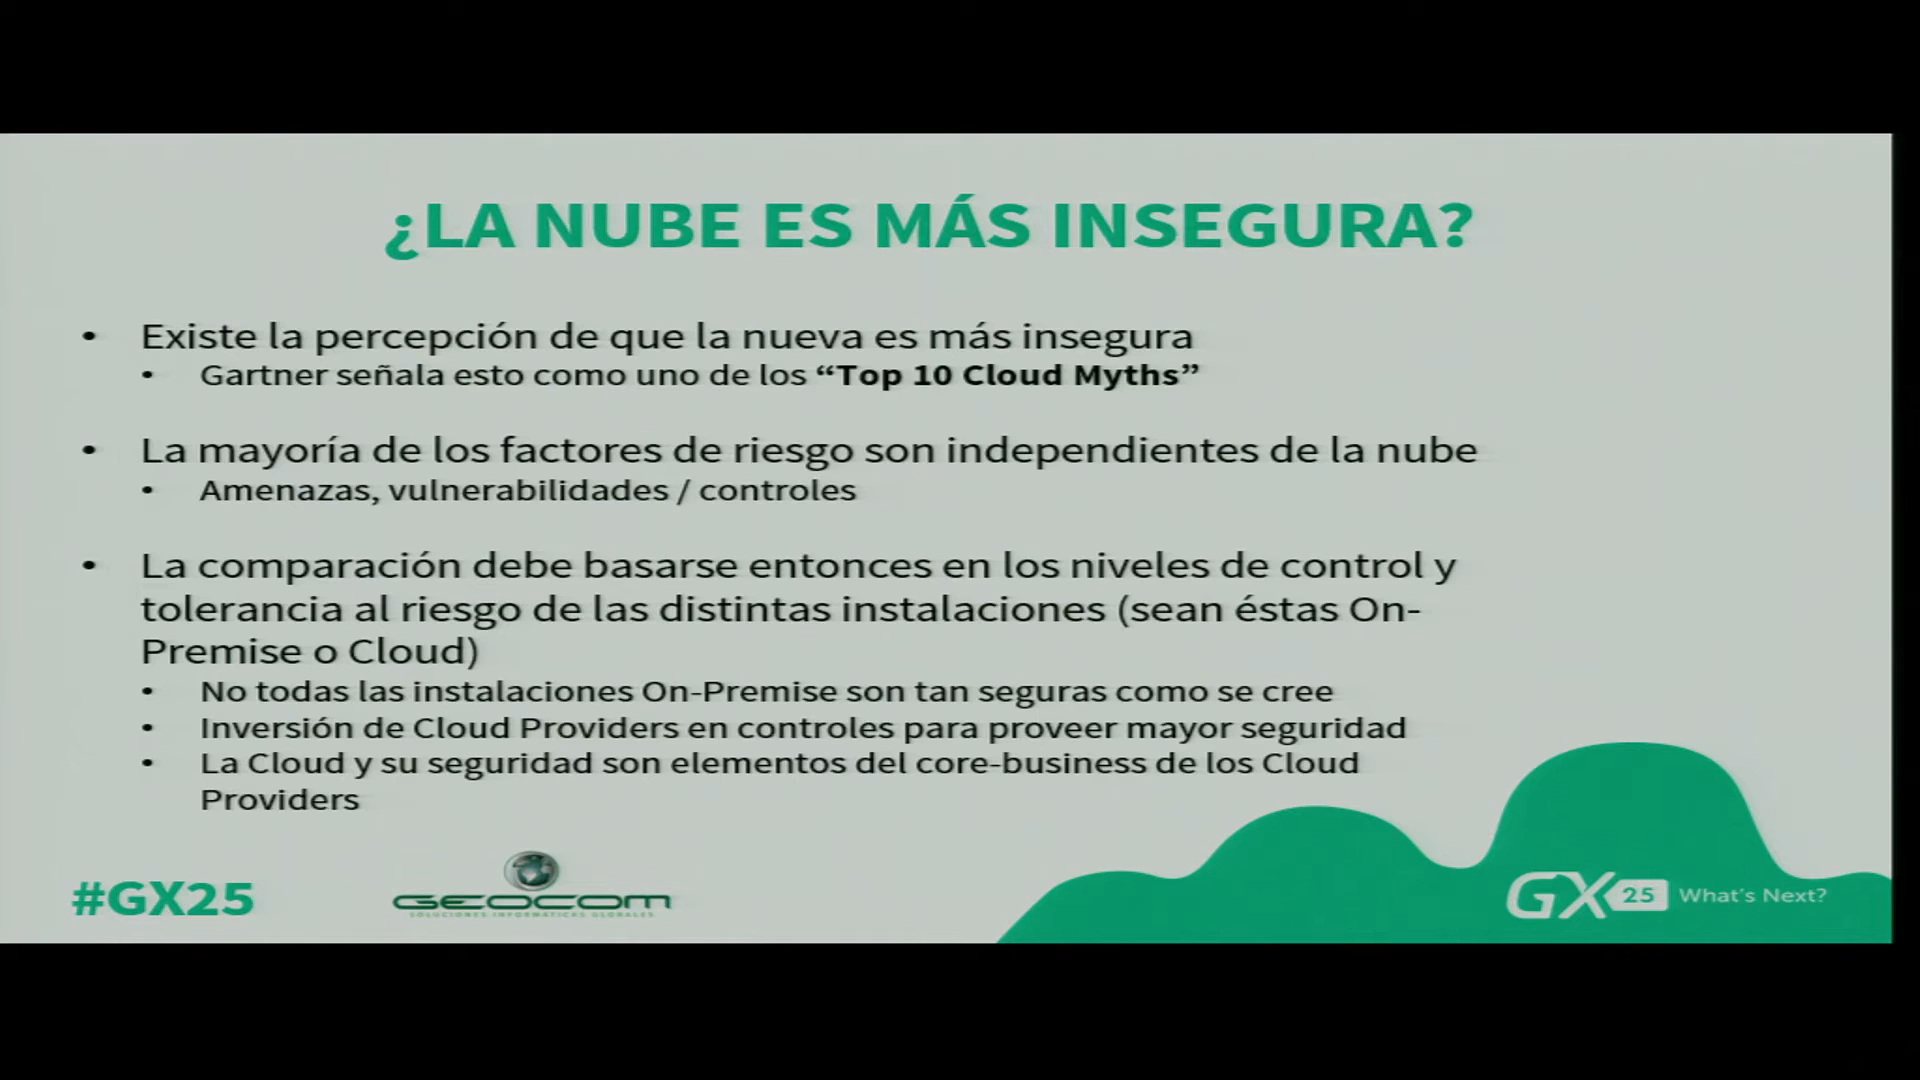 ¿LA NUBE ES MÁS INSEGURA?
• Existe la percepción de que la nueva es más insegura
• Gartner señala esto como uno de los “Top 10 Cloud Myths”
• La mayoría de los factores de riesgo son independientes de la nube
• Amenazas, vulnerabilidades / controles
• La comparación debe basarse entonces en los niveles de control y
tolerancia al riesgo de las distintas instalaciones (sean éstas On-
Premise o Cloud)
• No todas las instalaciones On-Premise son tan seguras como se cree
• Inversión de Cloud Providers en controles para proveer mayor seguridad
• La Cloud y su seguridad son elementos del core-business de los Cloud
Providers
#GX25
GEOCOM
SOLUCIONES INFORMÁTICAS GLOBALES
GX 25 What's Next?